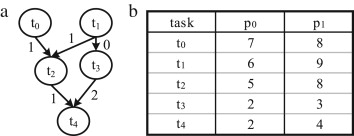 a
t0 t1
1 1 0
t2 t3
1 2
t4
b
task p0 p1
t0 7 8
t1 6 9
t2 5 8
t3 2 3
t4 2 4